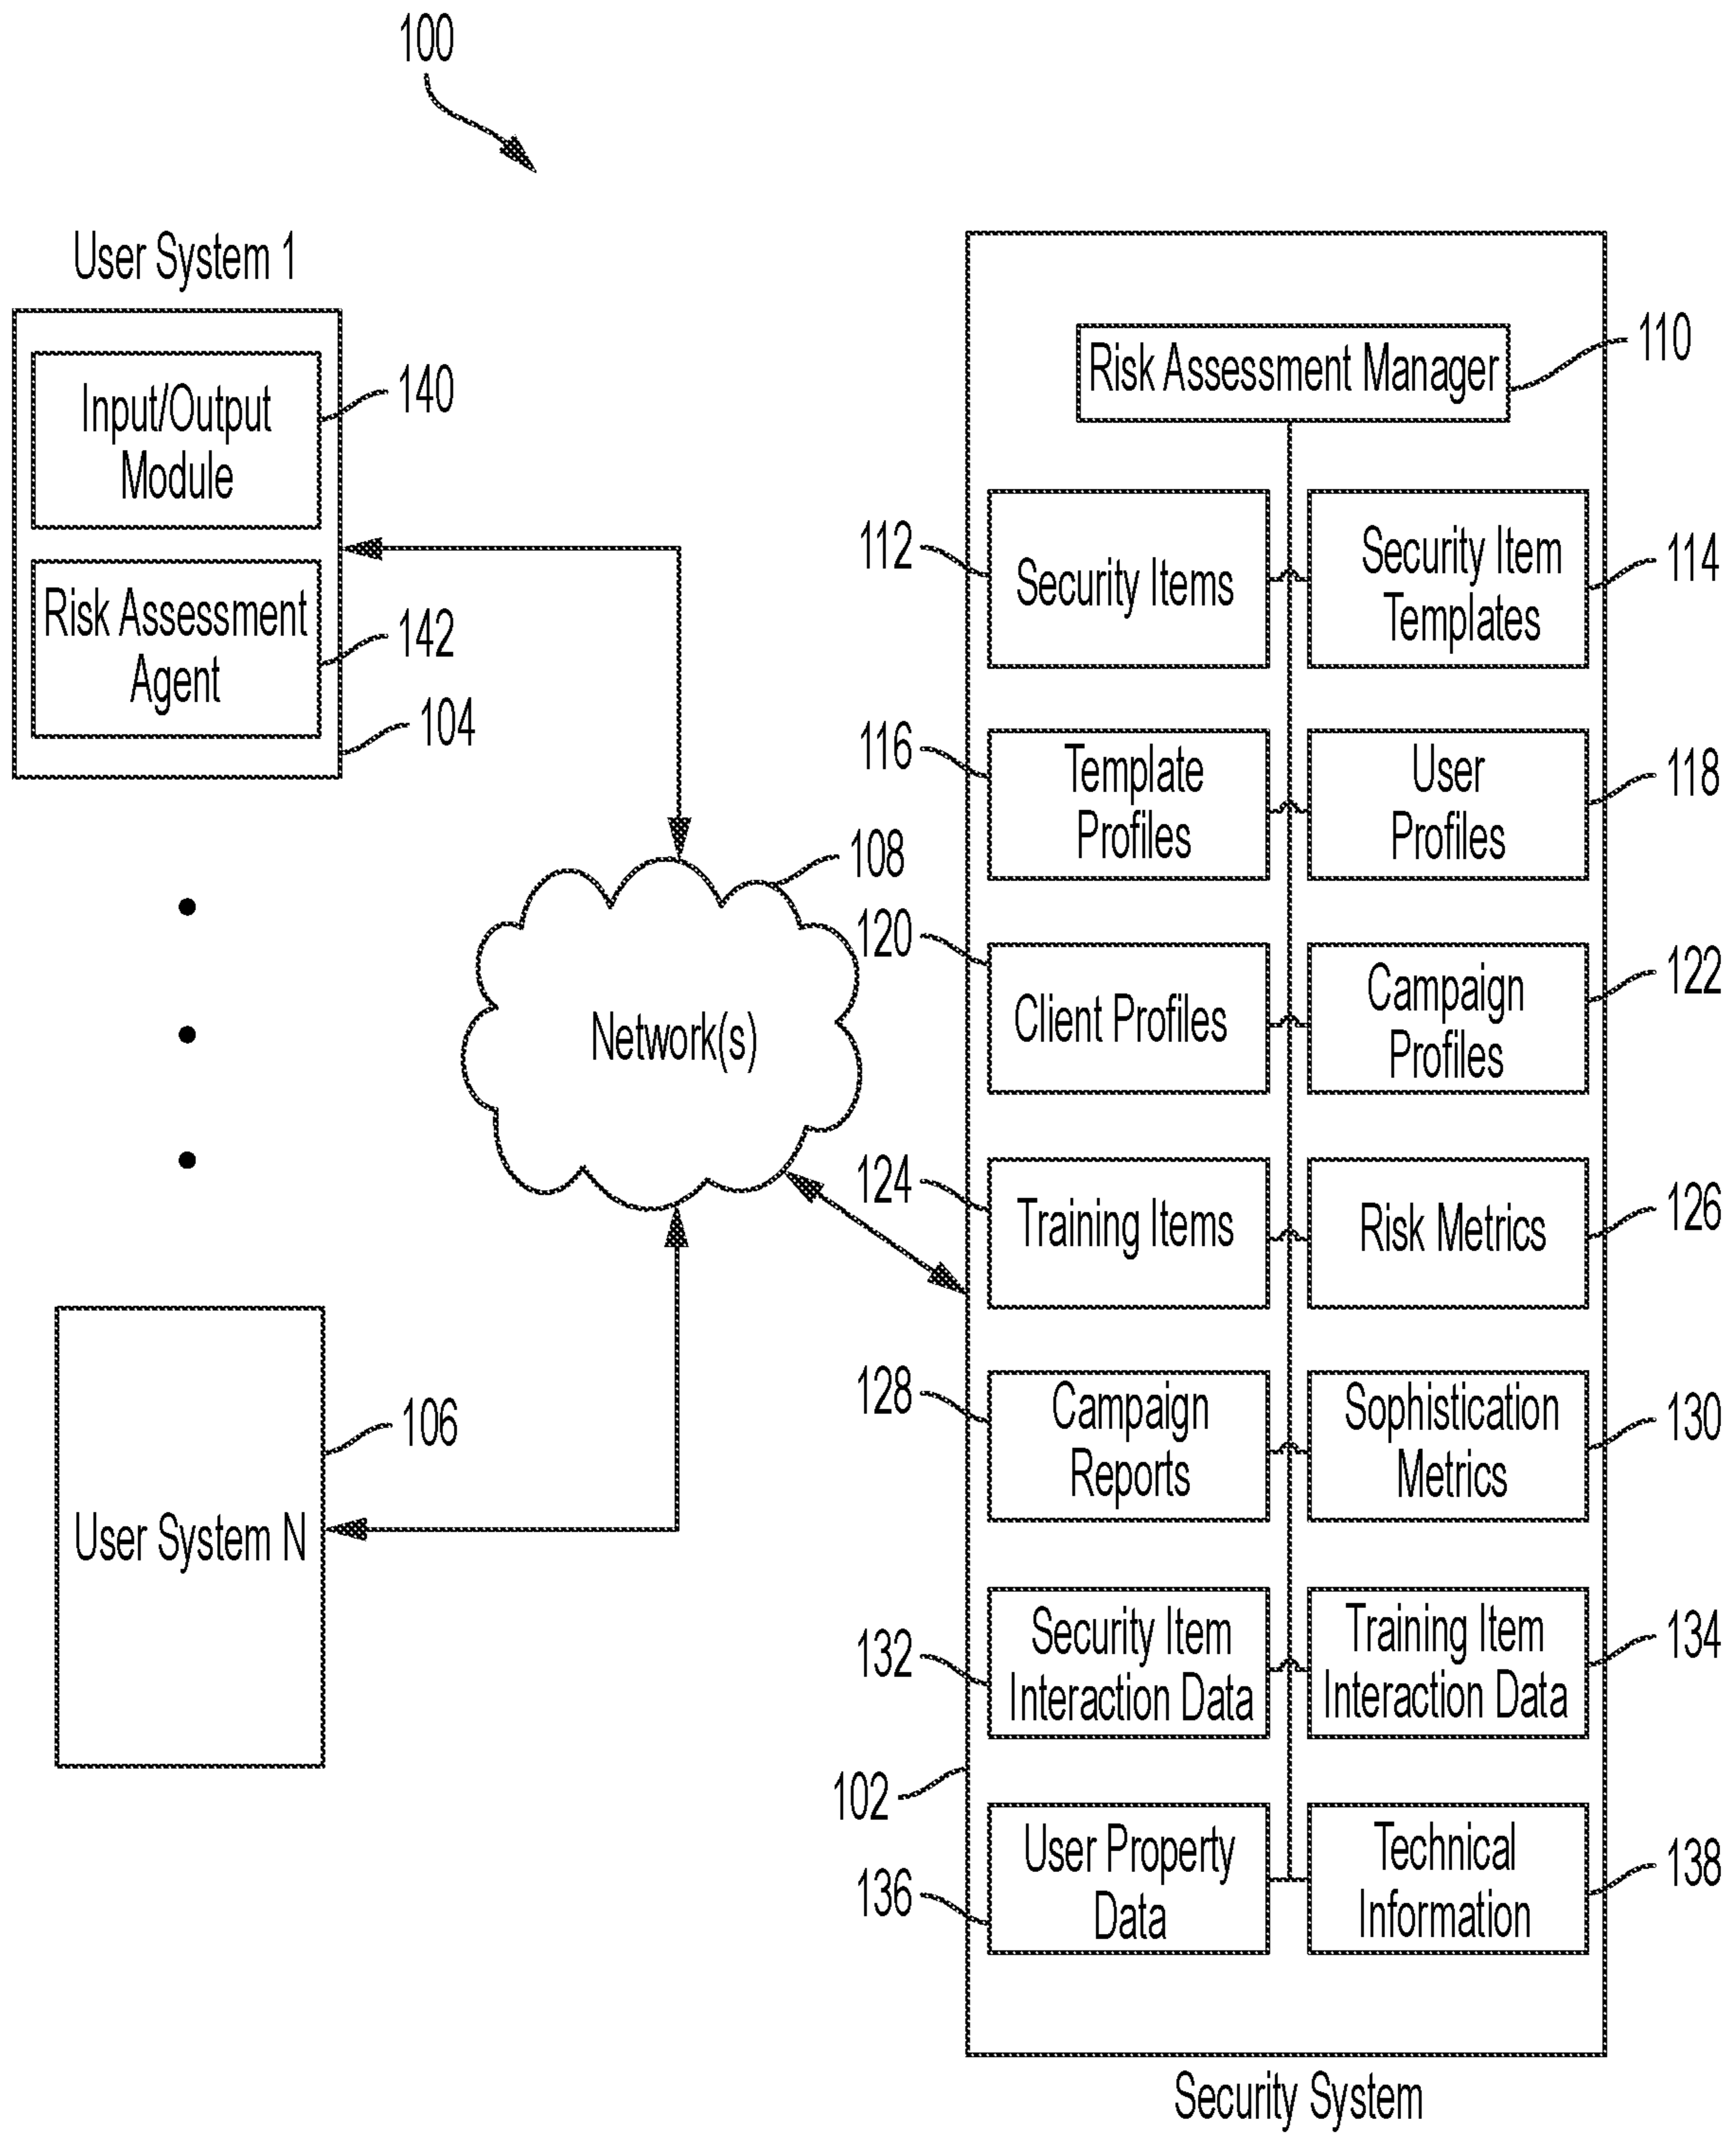 100
User System 1
Input/Output
Module
140
Risk Assessment
Agent
142
104
108
Network(s)
106
User System N
Risk Assessment Manager
110
112
Security Items
Security Item
Templates
114
116
Template
Profiles
User
Profiles
118
120
Client Profiles
Campaign
Profiles
122
124
Training Items
Risk Metrics
126
128
Campaign
Reports
Sophistication
Metrics
130
132
Security Item
Interaction Data
Training Item
Interaction Data
134
102
136
User Property
Data
Technical
Information
138
Security System